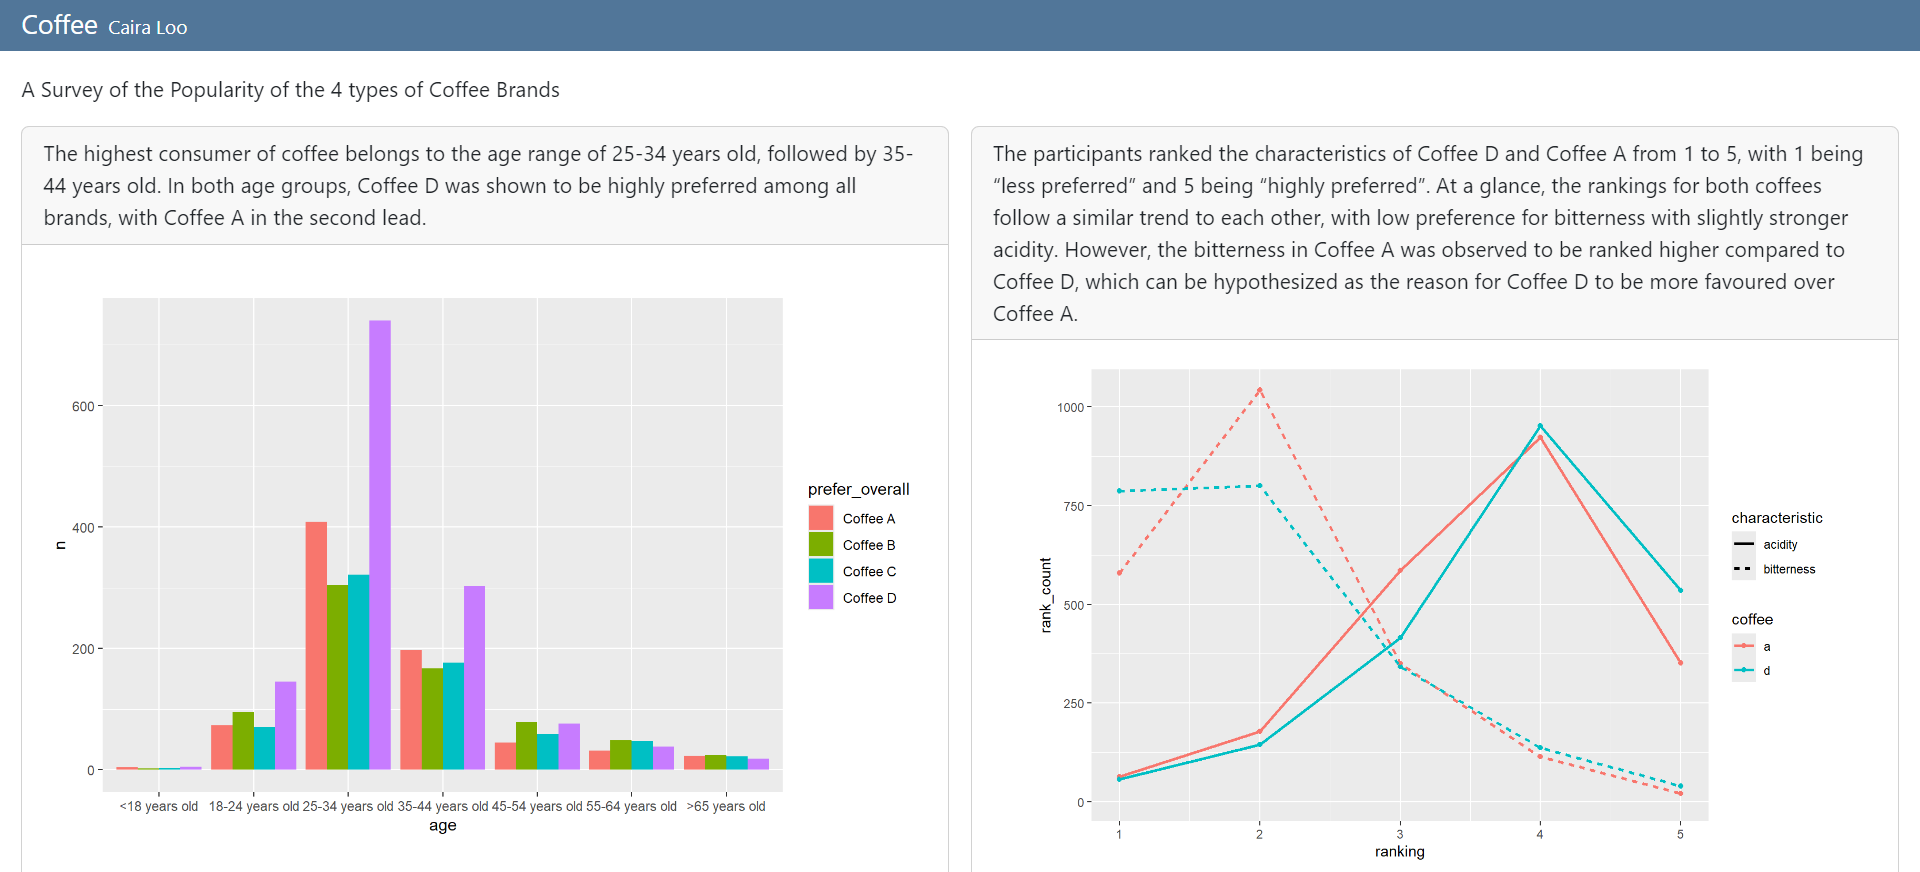 Coffee Caira Loo
A Survey of the Popularity of the 4 types of Coffee Brands
The highest consumer of coffee belongs to the age range of 25-34 years old, followed by 35-
44 years old. In both age groups, Coffee D was shown to be highly preferred among all
brands, with Coffee A in the second lead.
600
400
200
0
n
<18 years old 18-24 years old 25-34 years old 35-44 years old 45-54 years old 55-64 years old >65 years old
age
prefer_overall
Coffee A
Coffee B
Coffee C
Coffee D
The participants ranked the characteristics of Coffee D and Coffee A from 1 to 5, with 1 being
“less preferred” and 5 being “highly preferred”. At a glance, the rankings for both coffees
follow a similar trend to each other, with low preference for bitterness with slightly stronger
acidity. However, the bitterness in Coffee A was observed to be ranked higher compared to
Coffee D, which can be hypothesized as the reason for Coffee D to be more favoured over
Coffee A.
1000
750
500
250
0
rank_count
1 2 3 4 5
ranking
characteristic
acidity
bitterness
coffee
a
d